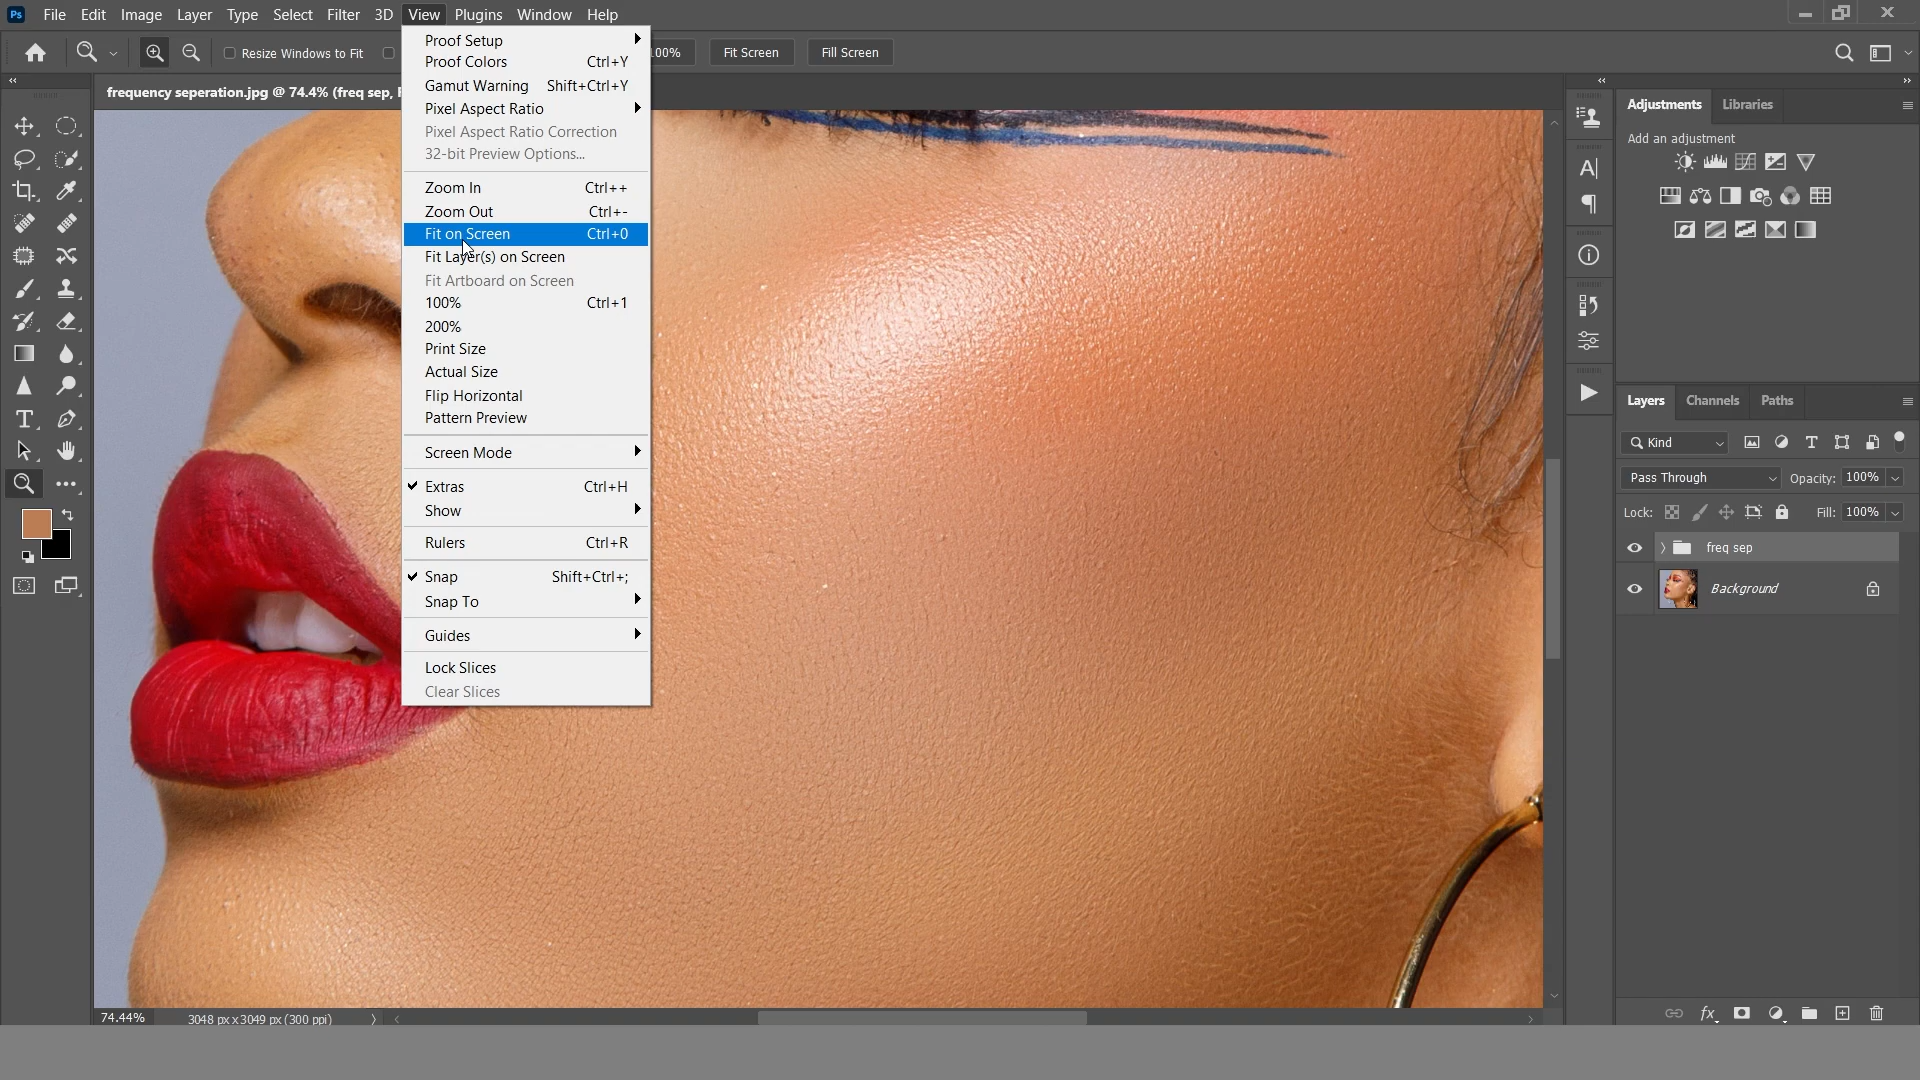 Ps File Edit Image Layer Type Select Filter 3D View Plugins Window Help
Resize Windows to Fit 100% Fit Screen Fill Screen
frequency seperation.jpg @ 74.4% (freq sep,
Proof Setup
Proof Colors Ctrl+Y
Gamut Warning Shift+Ctrl+Y
Pixel Aspect Ratio
Pixel Aspect Ratio Correction
32-bit Preview Options...
Zoom In Ctrl++
Zoom Out Ctrl+-
Fit on Screen Ctrl+0
Fit Layer(s) on Screen
Fit Artboard on Screen
100% Ctrl+1
200%
Print Size
Actual Size
Flip Horizontal
Pattern Preview
Screen Mode
Extras Ctrl+H
Show
Rulers Ctrl+R
Snap Shift+Ctrl+;
Snap To
Guides
Lock Slices
Clear Slices
Adjustments Libraries
Add an adjustment
Layers Channels Paths
Kind
Pass Through Opacity: 100%
Lock: Fill: 100%
freq sep
Background
74.44% 3048 px x 3049 px (300 ppi)